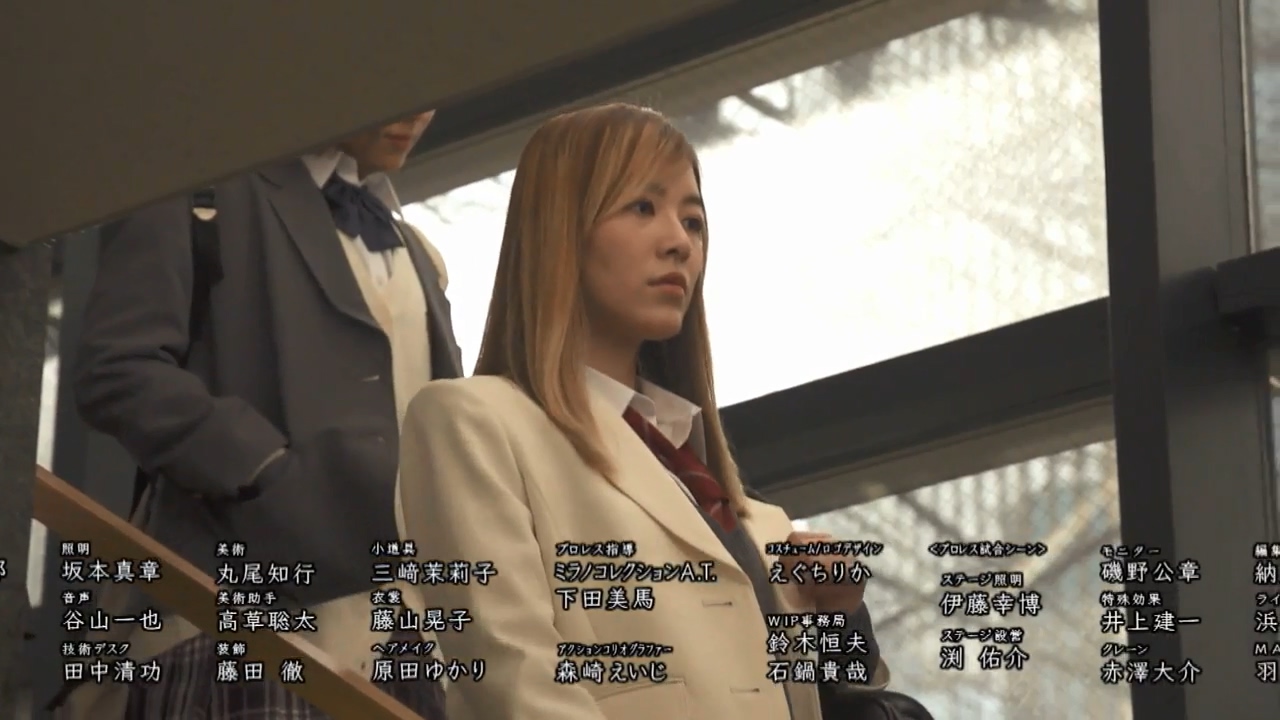 照明
坂本真章
音声
谷山一也
技術デスク
田中清功
美術
丸尾知行
美術助手
高草聡太
装飾
藤田 徹
小道具
三﨑茉莉子
衣裳
藤山晃子
ヘアメイク
原田ゆかり
プロレス指導
ミラノコレクションA.T.
下田美馬
アクションコリオグラファー
森崎えいじ
コスチューム/ロゴデザイン
えぐちりか
WIP事務局
鈴木恒夫
石鍋貴哉
<プロレス試合シーン>
ステージ照明
伊藤幸博
ステージ設営
渕 佑介
モニター
磯野公章
特殊効果
井上建一
クレーン
赤澤大介
編集
納
ライ
浜
MA
羽